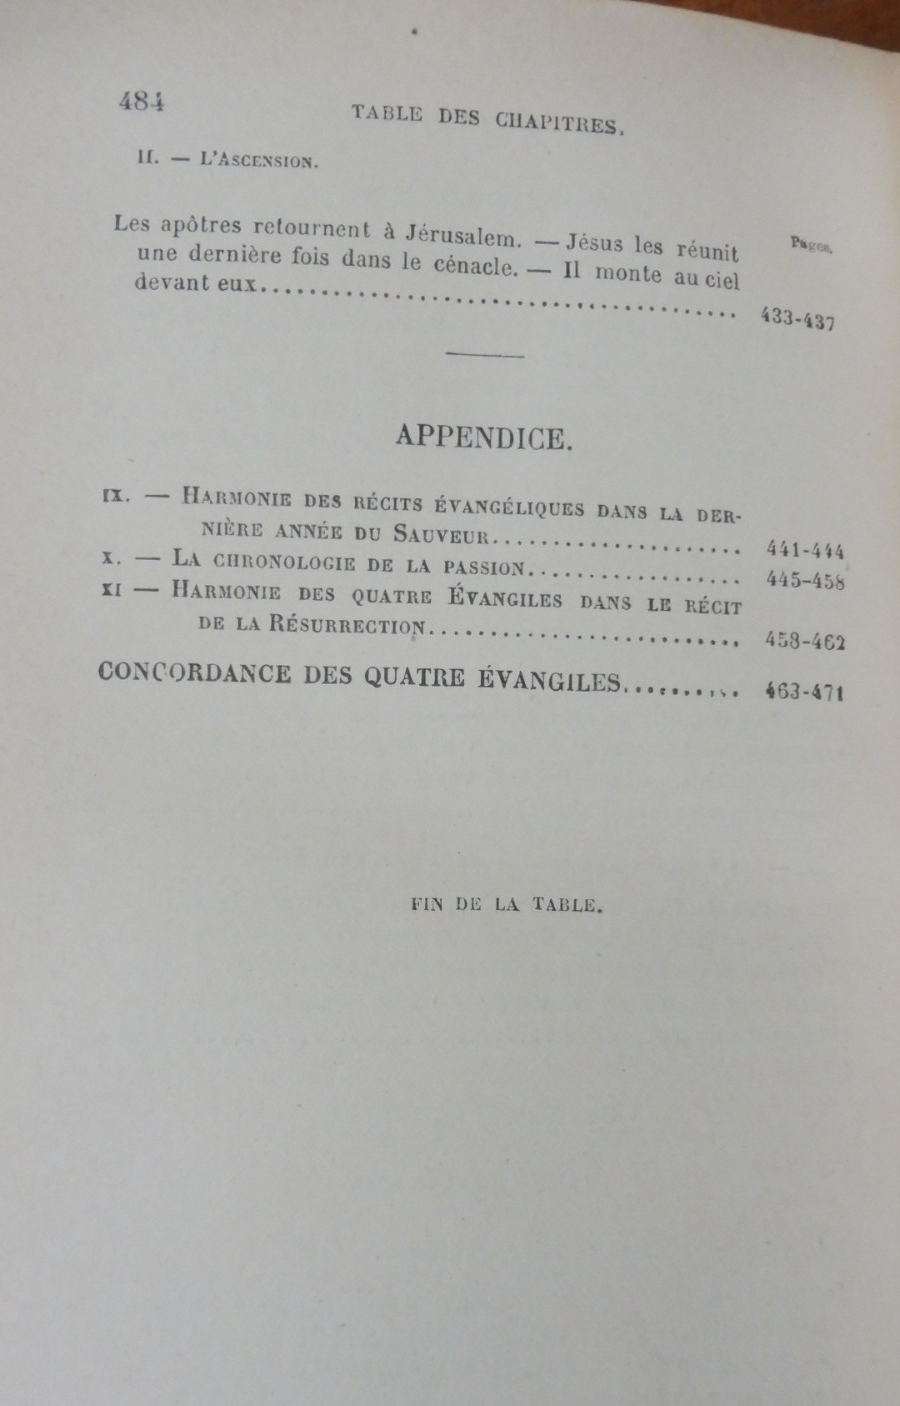 484
TABLE DES CHAPITRES.
II. — L'ASCENSION.
Pages.
Les apôtres retournent à Jérusalem. — Jésus les réunit
une dernière fois dans le cénacle. — Il monte au ciel
devant eux........................................ 433-437
APPENDICE.
IX. — HARMONIE DES RÉCITS ÉVANGÉLIQUES DANS LA DER-
NIÈRE ANNÉE DU SAUVEUR..................... 441-444
X. — LA CHRONOLOGIE DE LA PASSION.................. 445-458
XI — HARMONIE DES QUATRE ÉVANGILES DANS LE RÉCIT
DE LA RÉSURRECTION.......................... 458-462
CONCORDANCE DES QUATRE ÉVANGILES.......... 463-471
FIN DE LA TABLE.